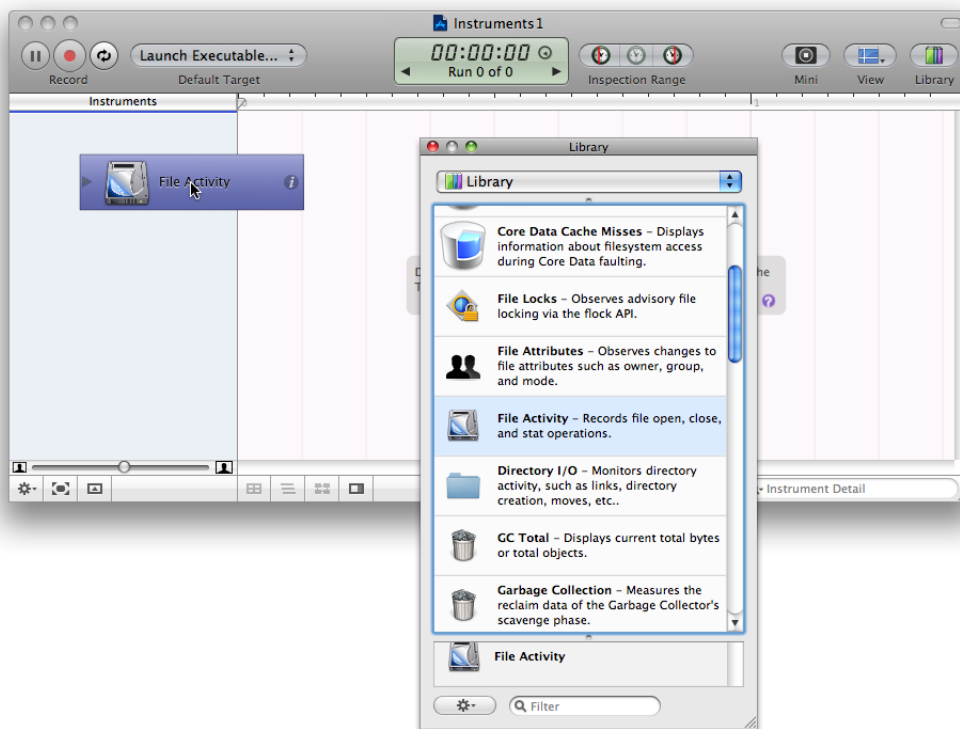 Instruments1
Launch Executable...
00:00:00
Run 0 of 0
Record
Default Target
Inspection Range
Mini
View
Library
Instruments
0
1
File Activity
Library
Library
Core Data Cache Misses – Displays
information about filesystem access
during Core Data faulting.
File Locks – Observes advisory file
locking via the flock API.
File Attributes – Observes changes to
file attributes such as owner, group,
and mode.
File Activity – Records file open, close,
and stat operations.
Directory I/O – Monitors directory
activity, such as links, directory
creation, moves, etc..
GC Total – Displays current total bytes
or total objects.
Garbage Collection – Measures the
reclaim data of the Garbage Collector's
scavenge phase.
File Activity
Filter
Instrument Detail